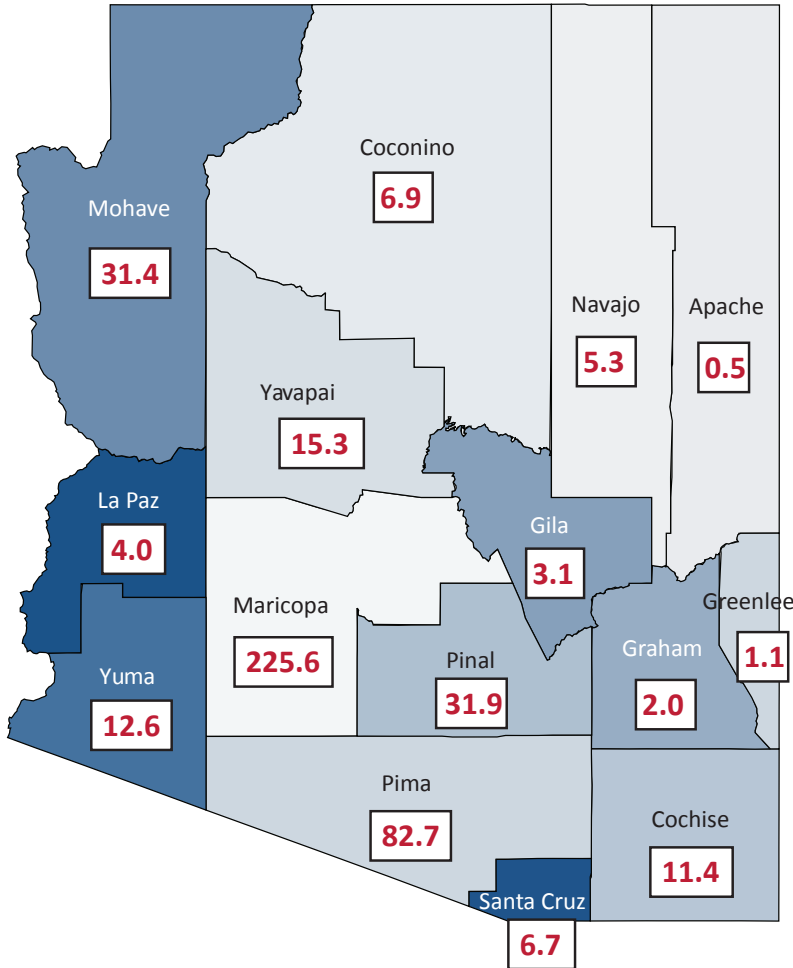 Coconino
6.9
Mohave
31.4
Navajo
5.3
Apache
0.5
Yavapai
15.3
La Paz
4.0
Gila
3.1
Maricopa
225.6
Greenlee
1.1
Pinal
31.9
Graham
2.0
Yuma
12.6
Pima
82.7
Cochise
11.4
Santa Cruz
6.7